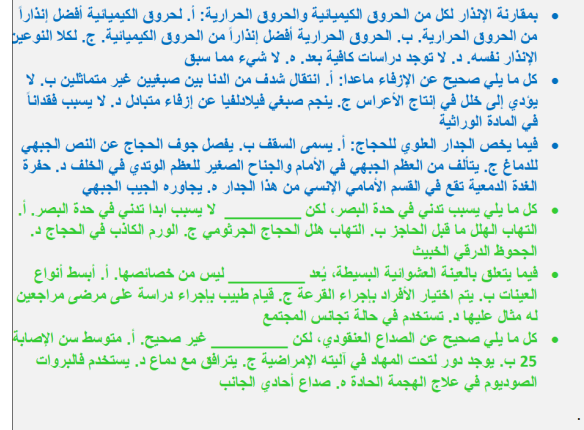 بمقارنة الإنذار لكل من الحروق الكيميائية والحروق الحرارية: أ. لحروق الكيميائية أفضل إنذاراً
من الحروق الحرارية. ب. الحروق الحرارية أفضل إنذاراً من الحروق الكيميائية. ج. لكلا النوعين
الإنذار نفسه. د. لا توجد دراسات كافية بعد. ه. لا شيء مما سبق
كل ما يلي صحيح عن الإزفاء ماعدا: أ. انتقال شدف من الدنا بين صبغيين غير متماثلين ب. لا
يؤدي إلى خلل في إنتاج الأعراس ج. ينجم صبغي فيلادلفيا عن إزفاء متبادل د. لا يسبب فقداناً
في المادة الوراثية
فيما يخص الجدار العلوي للحجاج: أ. يسمى السقف ب. يفصل جوف الحجاج عن النص الجبهي
للدماغ ج. يتألف من العظم الجبهي في الأمام والجناح الصغير للعظم الوتدي في الخلف د. حفرة
الغدة الدمعية تقع في القسم الأمامي الإنسي من هذا الجدار ه. يجاوره الجيب الجبهي
كل ما يلي يسبب تدني في حدة البصر، لكن __________ لا يسبب ابدا تدني في حدة البصر. أ.
التهاب الهلل ما قبل الحاجز ب. التهاب هلل الحجاج الجرثومي ج. الورم الكاذب في الحجاج د.
الجحوظ الدرقي الخبيث
فيما يتعلق بالعينة العشوائية البسيطة، يُعد __________ ليس من خصائصها. أ. أبسط أنواع
العينات ب. يتم اختيار الأفراد بإجراء القرعة ج. قيام طبيب بإجراء دراسة على مرضى مراجعين
له مثال عليها د. تستخدم في حالة تجانس المجتمع
كل ما يلي صحيح عن الصداع العنقودي، لكن __________ غير صحيح. أ. متوسط سن الإصابة
25 ب. يوجد دور لتحت المهاد في آليته الإمراضية ج. يترافق مع دماع د. يستخدم فالبروات
الصوديوم في علاج الهجمة الحادة ه. صداع أحادي الجانب
.